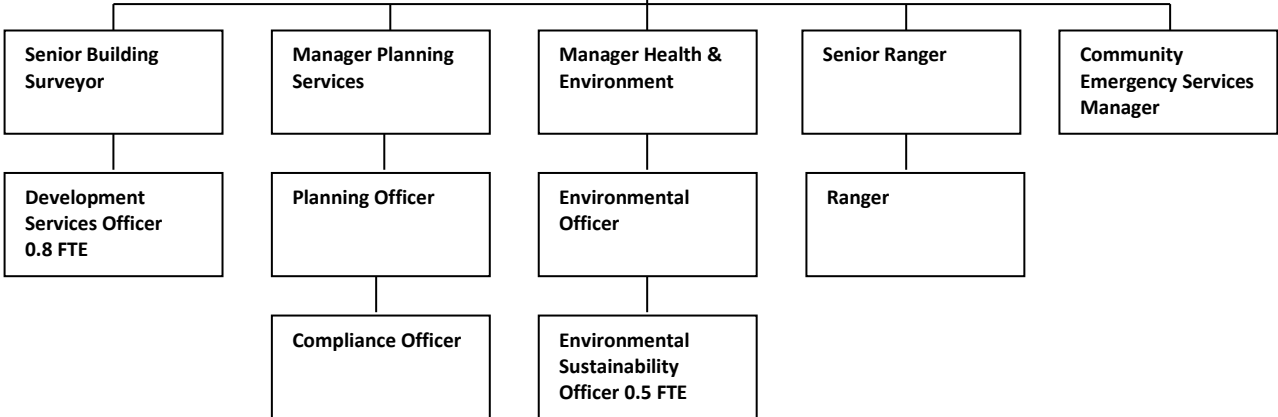 Senior Building
Surveyor
Manager Planning
Services
Manager Health &
Environment
Senior Ranger
Community
Emergency Services
Manager
Development
Services Officer
0.8 FTE
Planning Officer
Environmental
Officer
Ranger
Compliance Officer
Environmental
Sustainability
Officer 0.5 FTE